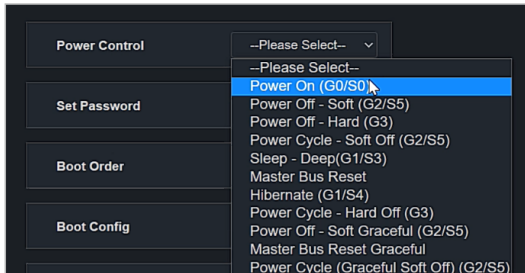 Power Control
--Please Select--
--Please Select--
Power On (G0/S0)
Set Password
Power Off - Soft (G2/S5)
Power Off - Hard (G3)
Power Cycle - Soft Off (G2/S5)
Boot Order
Sleep - Deep(G1/S3)
Master Bus Reset
Hibernate (G1/S4)
Power Cycle - Hard Off (G3)
Boot Config
Power Off - Soft Graceful (G2/S5)
Master Bus Reset Graceful
Power Cycle (Graceful Soft Off) (G2/S5)